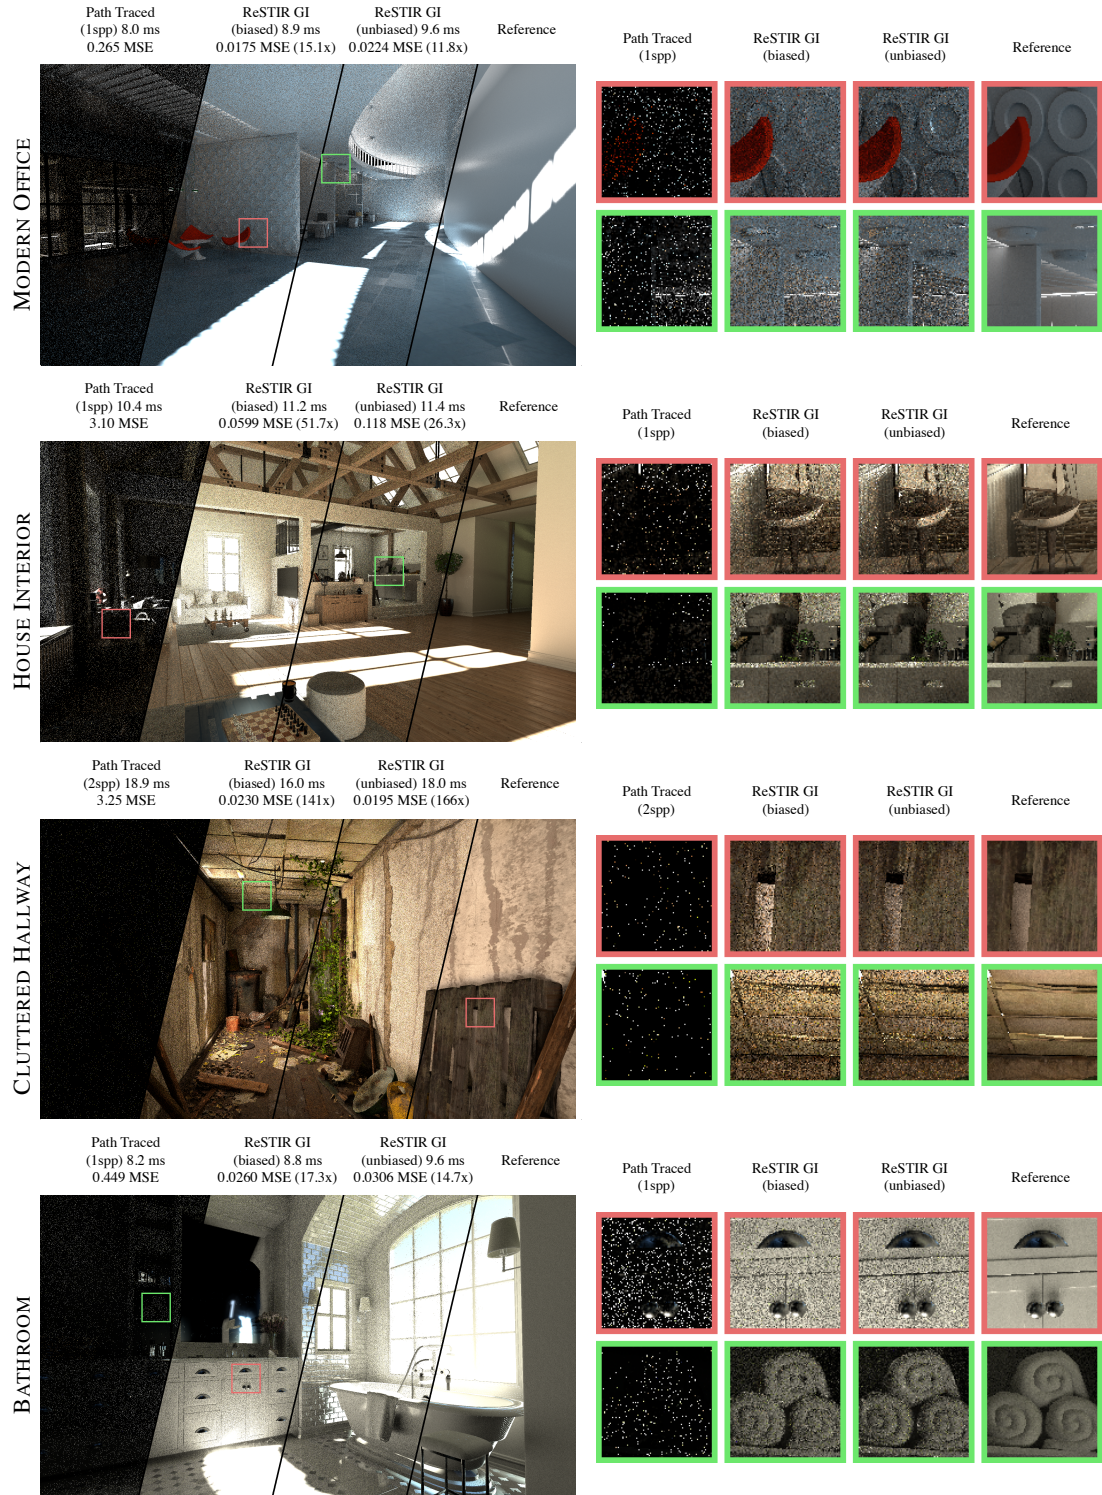 Path Traced
(1spp) 8.0 ms
0.265 MSE
ReSTIR GI
(biased) 8.9 ms
0.0175 MSE (15.1x)
ReSTIR GI
(unbiased) 9.6 ms
0.0224 MSE (11.8x)
Reference
Path Traced
(1spp)
ReSTIR GI
(biased)
ReSTIR GI
(unbiased)
Reference
MODERN OFFICE
Path Traced
(1spp) 10.4 ms
3.10 MSE
ReSTIR GI
(biased) 11.2 ms
0.0599 MSE (51.7x)
ReSTIR GI
(unbiased) 11.4 ms
0.118 MSE (26.3x)
Reference
Path Traced
(1spp)
ReSTIR GI
(biased)
ReSTIR GI
(unbiased)
Reference
HOUSE INTERIOR
Path Traced
(2spp) 18.9 ms
3.25 MSE
ReSTIR GI
(biased) 16.0 ms
0.0230 MSE (141x)
ReSTIR GI
(unbiased) 18.0 ms
0.0195 MSE (166x)
Reference
Path Traced
(2spp)
ReSTIR GI
(biased)
ReSTIR GI
(unbiased)
Reference
CLUTTERED HALLWAY
Path Traced
(1spp) 8.2 ms
0.449 MSE
ReSTIR GI
(biased) 8.8 ms
0.0260 MSE (17.3x)
ReSTIR GI
(unbiased) 9.6 ms
0.0306 MSE (14.7x)
Reference
Path Traced
(1spp)
ReSTIR GI
(biased)
ReSTIR GI
(unbiased)
Reference
BATHROOM